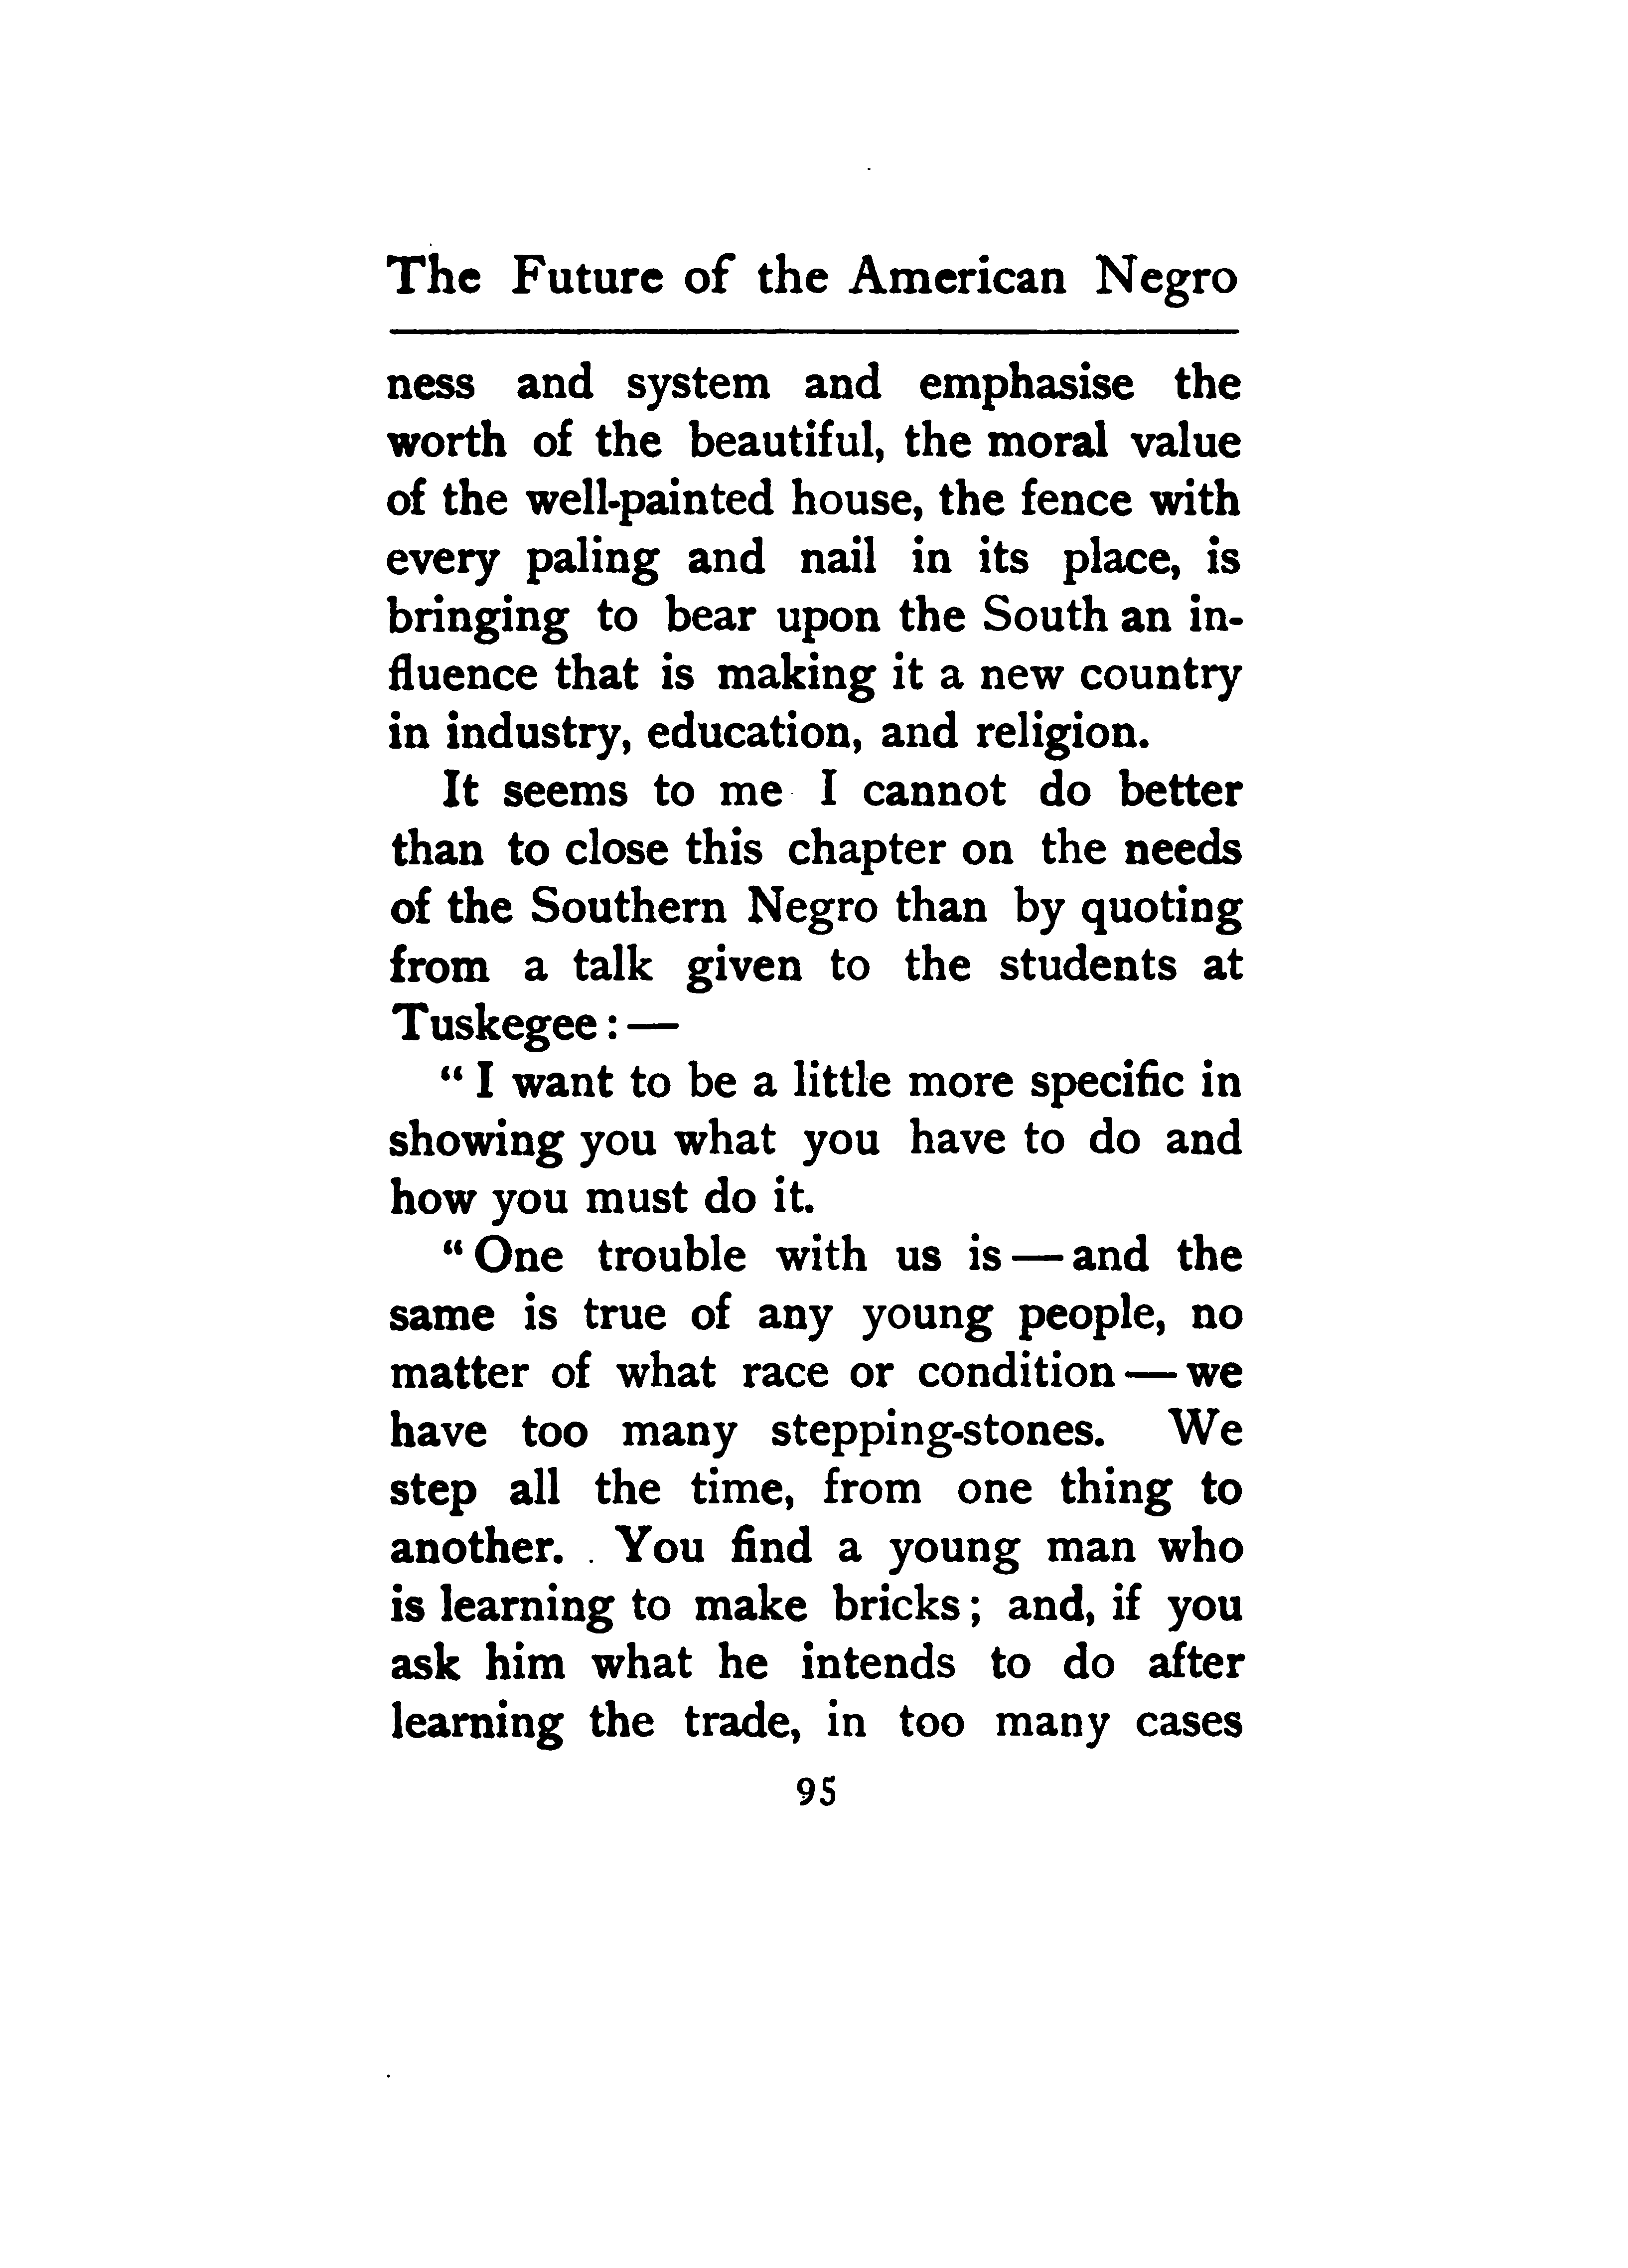 The Future of the American Negro
ness and system and emphasise the
worth of the beautiful, the moral value
of the well-painted house, the fence with
every paling and nail in its place, is
bringing to bear upon the South an in-
fluence that is making it a new country
in industry, education, and religion.
It seems to me I cannot do better
than to close this chapter on the needs
of the Southern Negro than by quoting
from a talk given to the students at
Tuskegee: —
“ I want to be a little more specific in
showing you what you have to do and
how you must do it.
“ One trouble with us is — and the
same is true of any young people, no
matter of what race or condition — we
have too many stepping-stones. We
step all the time, from one thing to
another. You find a young man who
is learning to make bricks; and, if you
ask him what he intends to do after
learning the trade, in too many cases
95